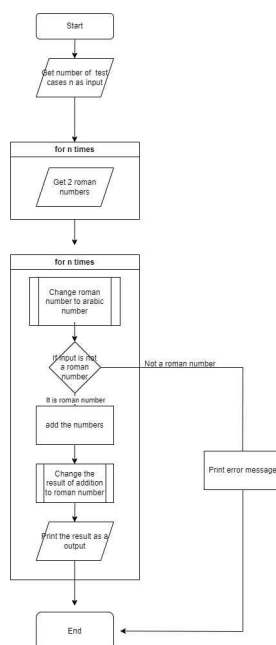 Start
Get number of test
cases n as input
for n times
Get 2 roman
numbers
for n times
Change roman
number to arabic
number
If input is not
a roman
number
Not a roman number
It is roman number
add the numbers
Print error message
Change the
result of addition
to roman number
Print the result as a
output
End